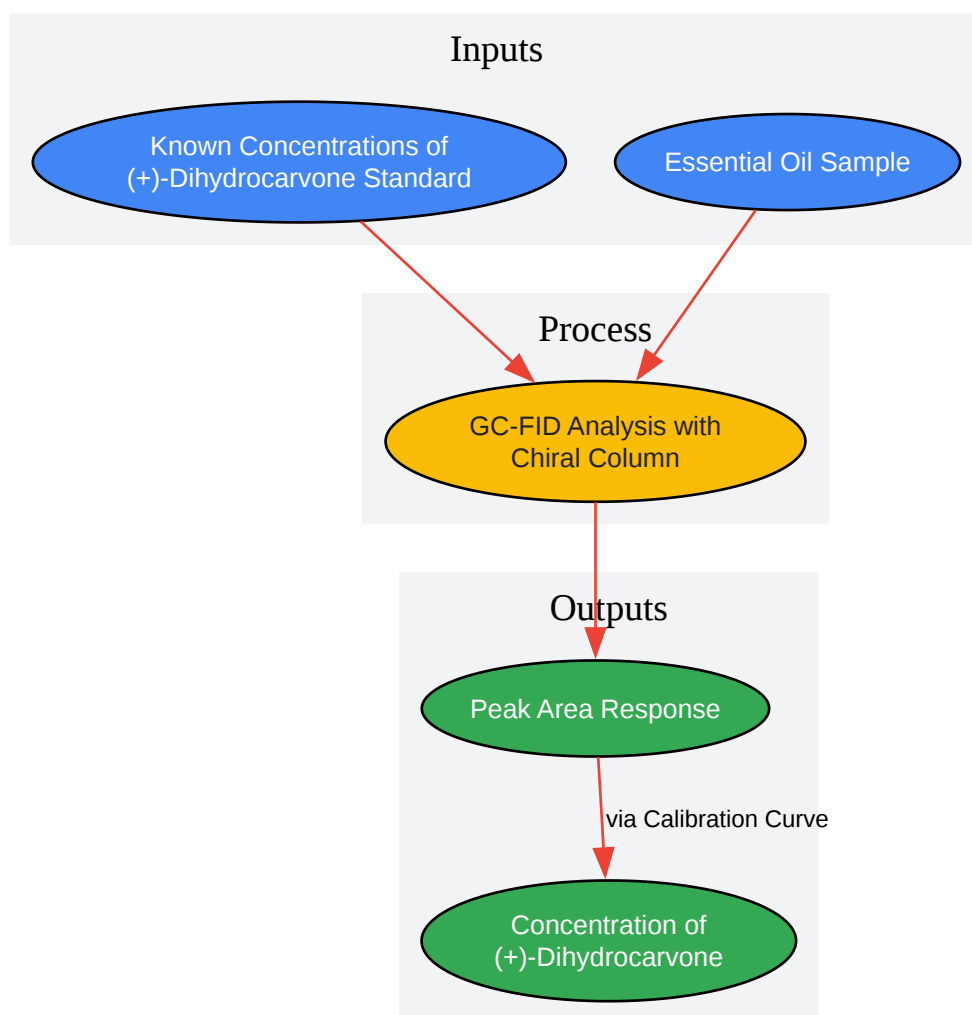 Inputs
Known Concentrations of
(+)-Dihydrocarvone Standard
Essential Oil Sample
Process
GC-FID Analysis with
Chiral Column
Outputs
Peak Area Response
via Calibration Curve
Concentration of
(+)-Dihydrocarvone